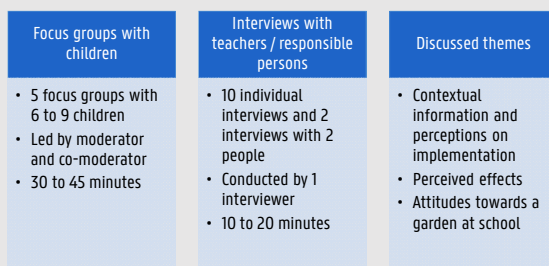 Focus groups with
children
• 5 focus groups with
6 to 9 children
• Led by moderator
and co-moderator
• 30 to 45 minutes
Interviews with
teachers / responsible
persons
• 10 individual
interviews and 2
interviews with 2
people
• Conducted by 1
interviewer
• 10 to 20 minutes
Discussed themes
• Contextual
information and
perceptions on
implementation
• Perceived effects
• Attitudes towards a
garden at school